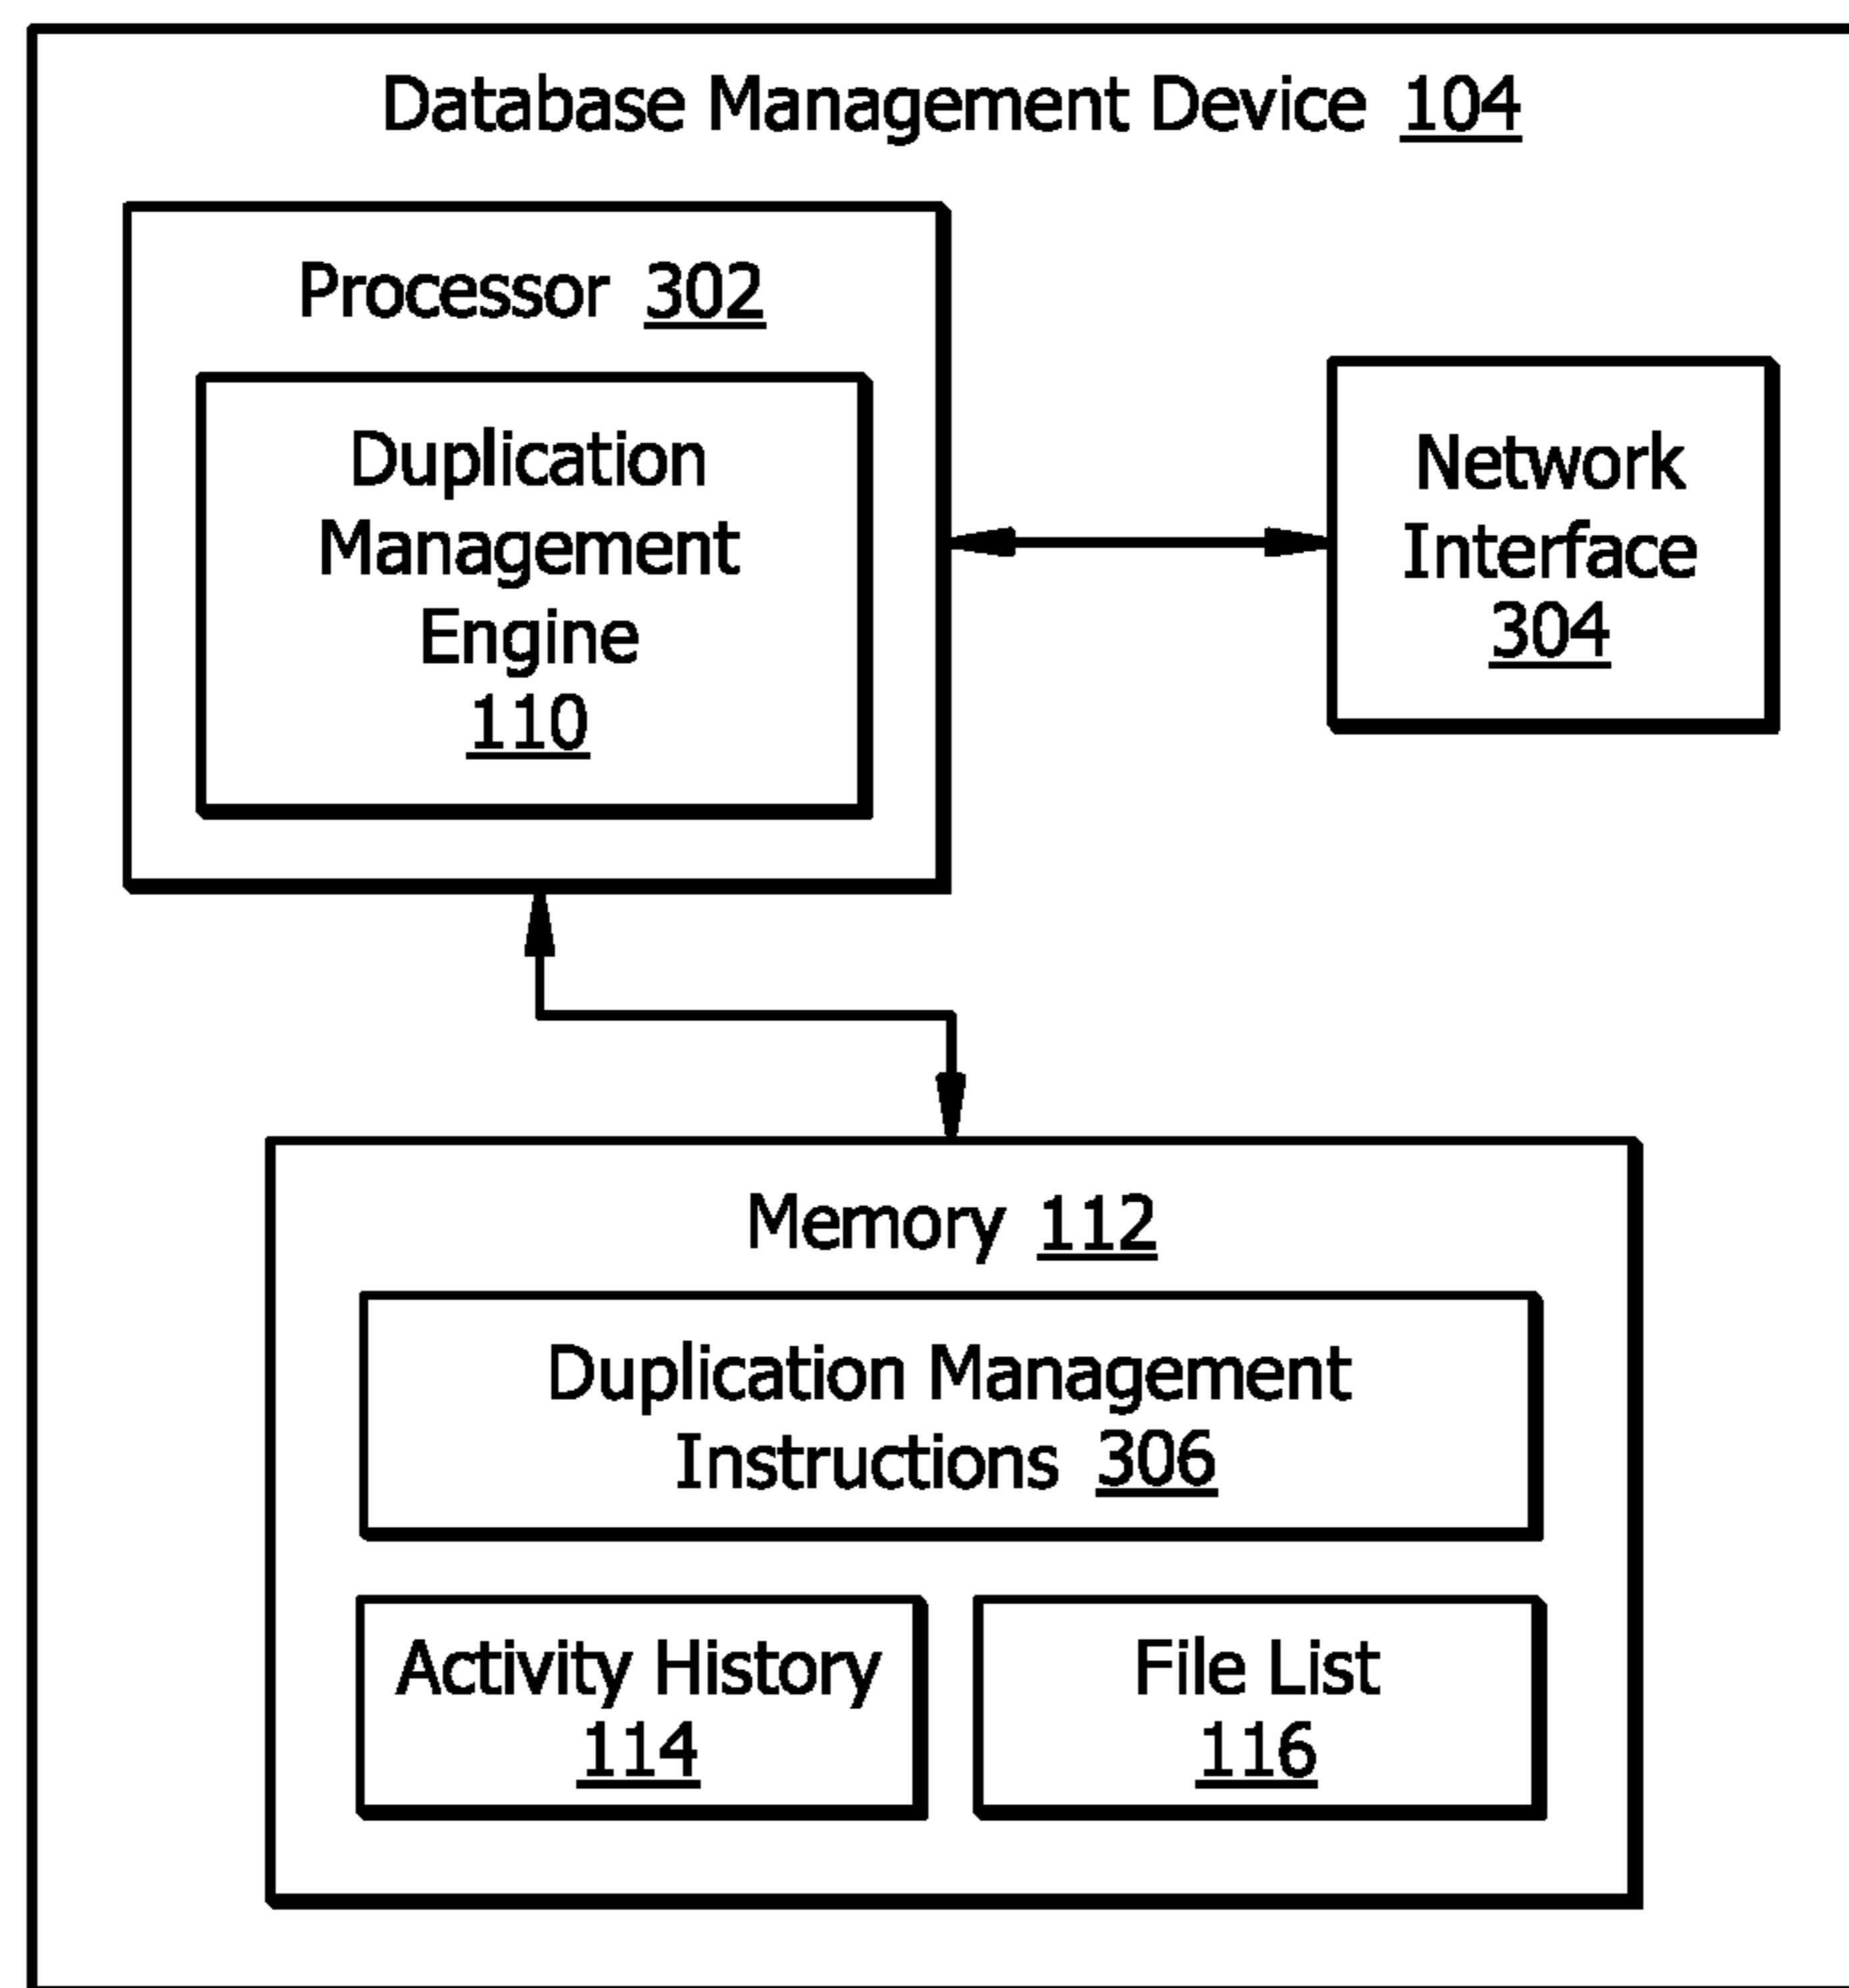 Database Management Device 104
Processor 302
Duplication
Management
Engine
110
Network
Interface
304
Memory 112
Duplication Management
Instructions 306
Activity History
114
File List
116